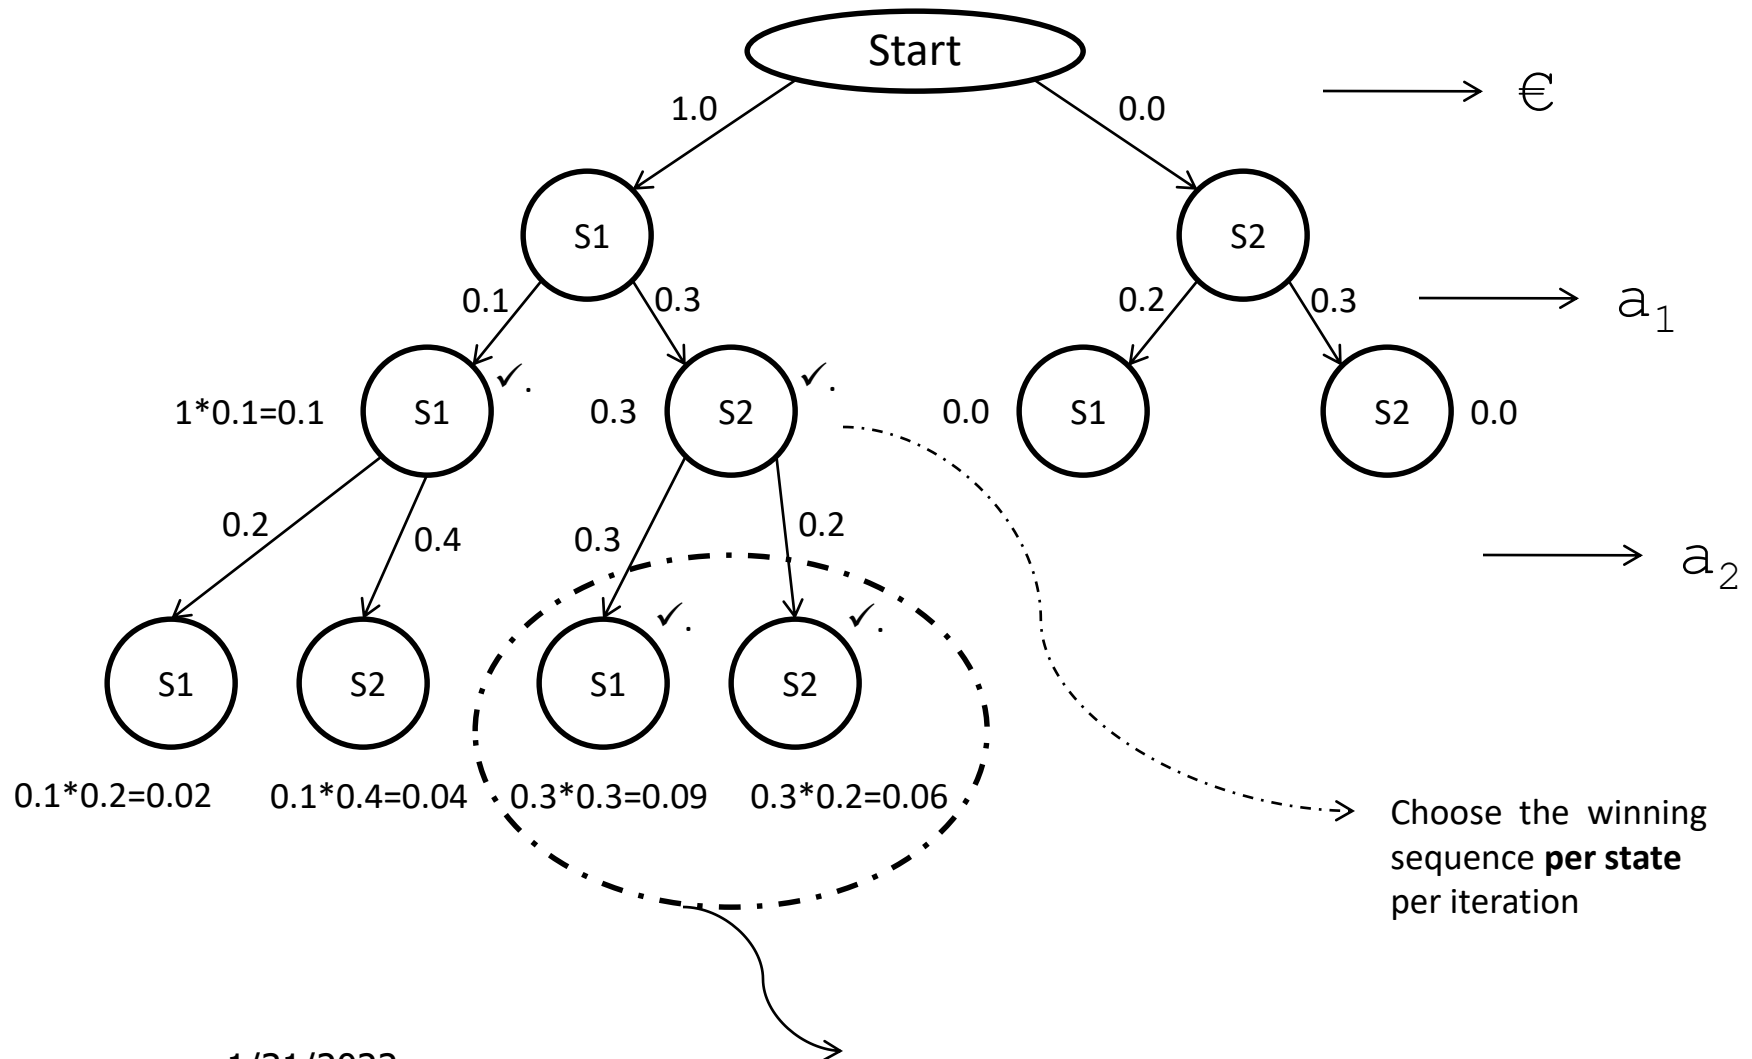 Start
1.0
0.0
€
S1
S2
0.1
0.3
0.2
0.3
a1
✓.
✓.
1*0.1=0.1
S1
0.3
S2
0.0
S1
S2
0.0
0.2
0.4
0.3
0.2
a2
✓.
✓.
S1
S2
S1
S2
0.1*0.2=0.02
0.1*0.4=0.04
0.3*0.3=0.09
0.3*0.2=0.06
Choose the winning
sequence per state
per iteration